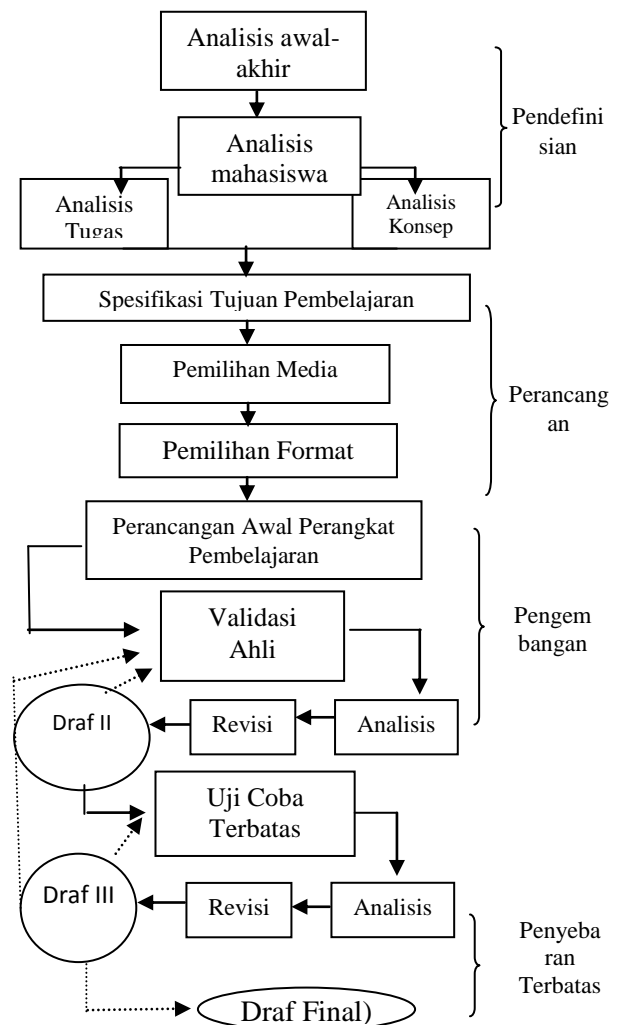 Analisis awal-
akhir
Pendefini
sian
Analisis
mahasiswa
Analisis
Tugas
Analisis
Konsep
Spesifikasi Tujuan Pembelajaran
Pemilihan Media
Perancang
an
Pemilihan Format
Perancangan Awal Perangkat
Pembelajaran
Validasi
Ahli
Pengem
bangan
Draf II
Revisi
Analisis
Uji Coba
Terbatas
Draf III
Revisi
Analisis
Penyeba
ran
Terbatas
Draf Final)